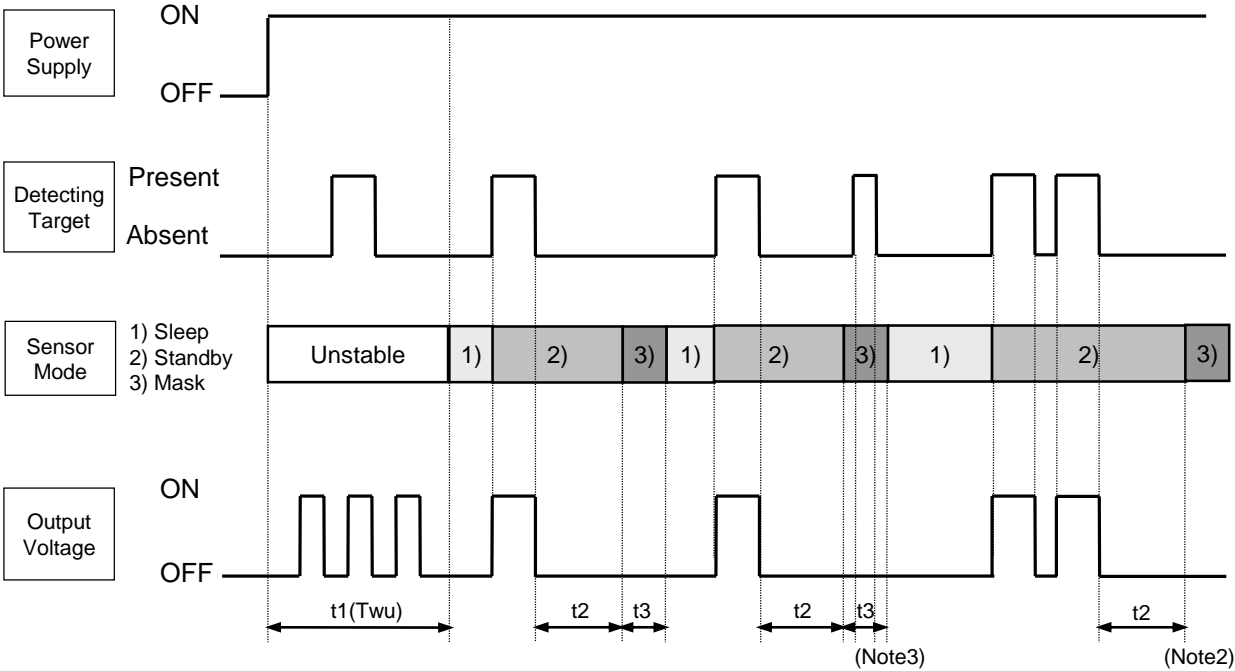 ON
Power
Supply
OFF
Present
Detecting
Target
Absent
Sensor
Mode
1) Sleep
2) Standby
3) Mask
Unstable
1)
2)
3)
1)
2)
3)
1)
2)
3)
ON
Output
Voltage
OFF
t1(Twu)
t2
t3
t2
t3
t2
(Note3)
(Note2)